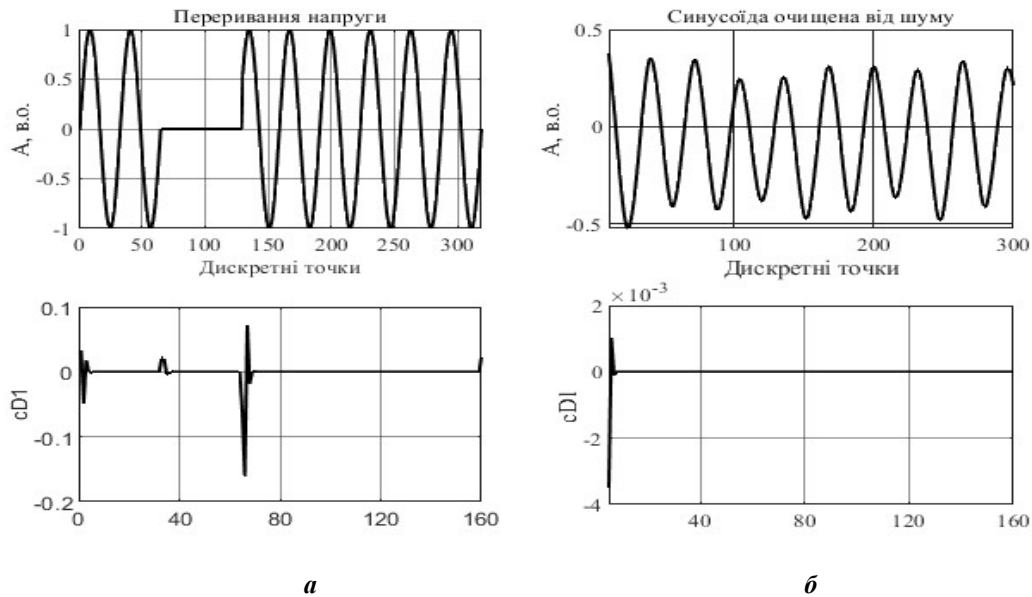 Переривання напруги
1
0.5
0
-0.5
-1
А, в.о.
0 50 100 150 200 250 300
Дискретні точки
Синусоїда очищена від шуму
0.5
0
-0.5
А, в.о.
100 200 300
Дискретні точки
0.1
0
-0.1
-0.2
cD1
0 40 80 120 160
2 ×10⁻³
0
-2
-4
cD1
40 80 120 160
а б